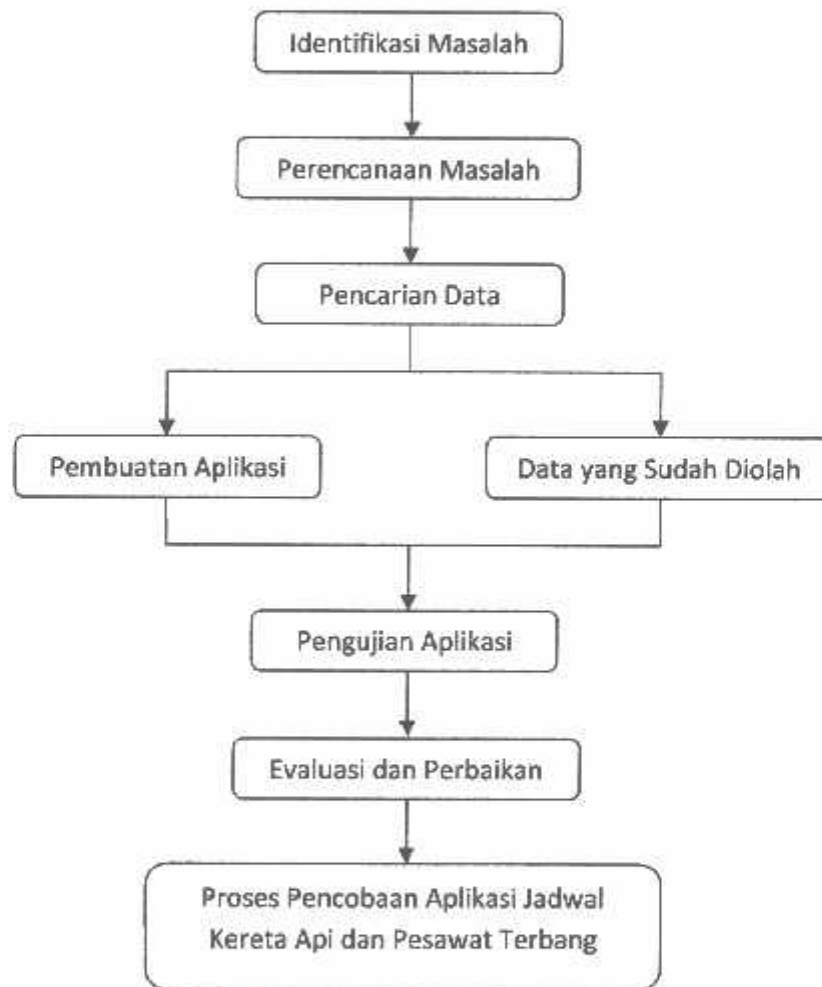 Identifikasi Masalah
Perencanaan Masalah
Pencarian Data
Pembuatan Aplikasi
Data yang Sudah Diolah
Pengujian Aplikasi
Evaluasi dan Perbaikan
Proses Pencobaan Aplikasi Jadwal
Kereta Api dan Pesawat Terbang